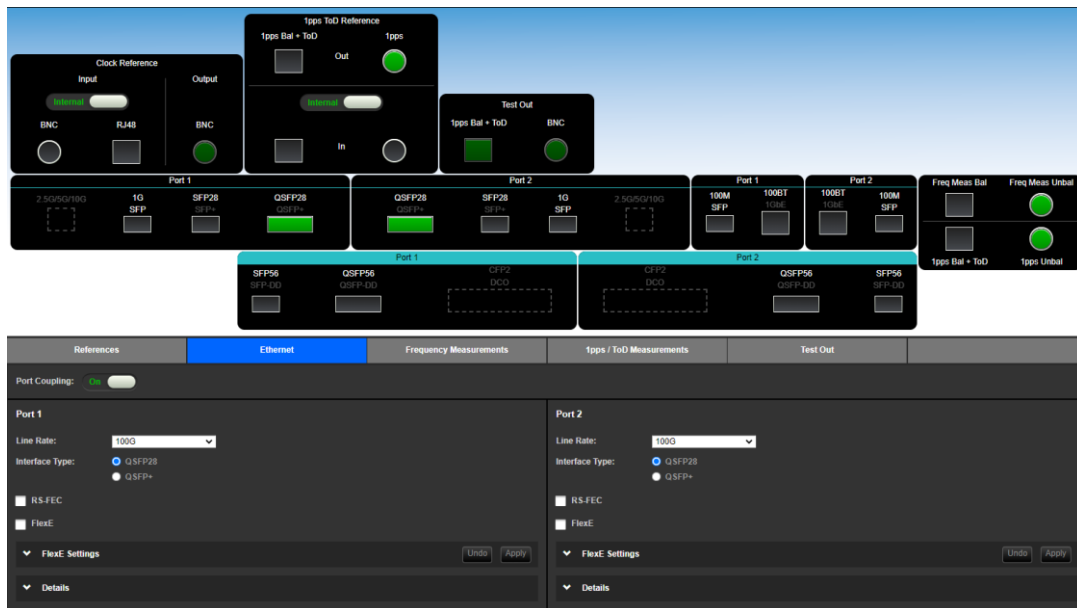 1pps ToD Reference
1pps Bal + ToD 1pps
Out
Internal
In
Clock Reference
Input Output
Internal
BNC RJ48 BNC
Test Out
1pps Bal + ToD BNC
Port 1
2.5G/5G/10G 1G SFP SFP28 SFP+ QSFP28 QSFP+
Port 2
QSFP28 QSFP+ SFP28 SFP+ 1G SFP 2.5G/5G/10G
Port 1 Port 2
100M SFP 100BT 1GbE 100BT 1GbE 100M SFP
Freq Meas Bal Freq Meas Unbal
1pps Bal + ToD 1pps Unbal
Port 1
SFP56 QSFP56 CFP2
SFP-DD QSFP-DD DCO
Port 2
CFP2 QSFP56 SFP56
DCO QSFP-DD SFP-DD
References Ethernet Frequency Measurements 1pps / ToD Measurements Test Out
Port Coupling: On
Port 1
Line Rate: 100G
Interface Type: QSFP28
QSFP+
RS-FEC
FlexE
FlexE Settings Undo Apply
Details
Port 2
Line Rate: 100G
Interface Type: QSFP28
QSFP+
RS-FEC
FlexE
FlexE Settings Undo Apply
Details